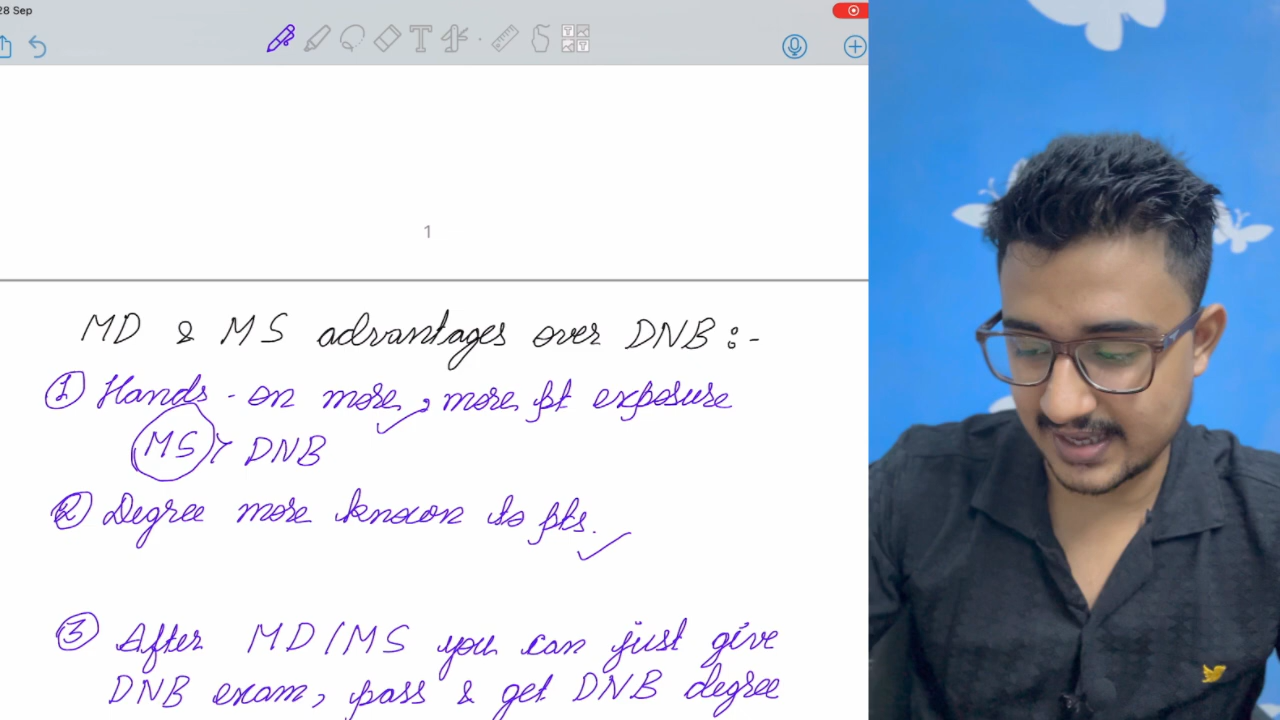 28 Sep
1
MD & MS advantages over DNB :-
① Hands-on more, more pt exposure
MS > DNB
② Degree more known to pts.
③ After MD/MS you can just give
DNB exam, pass & get DNB degree